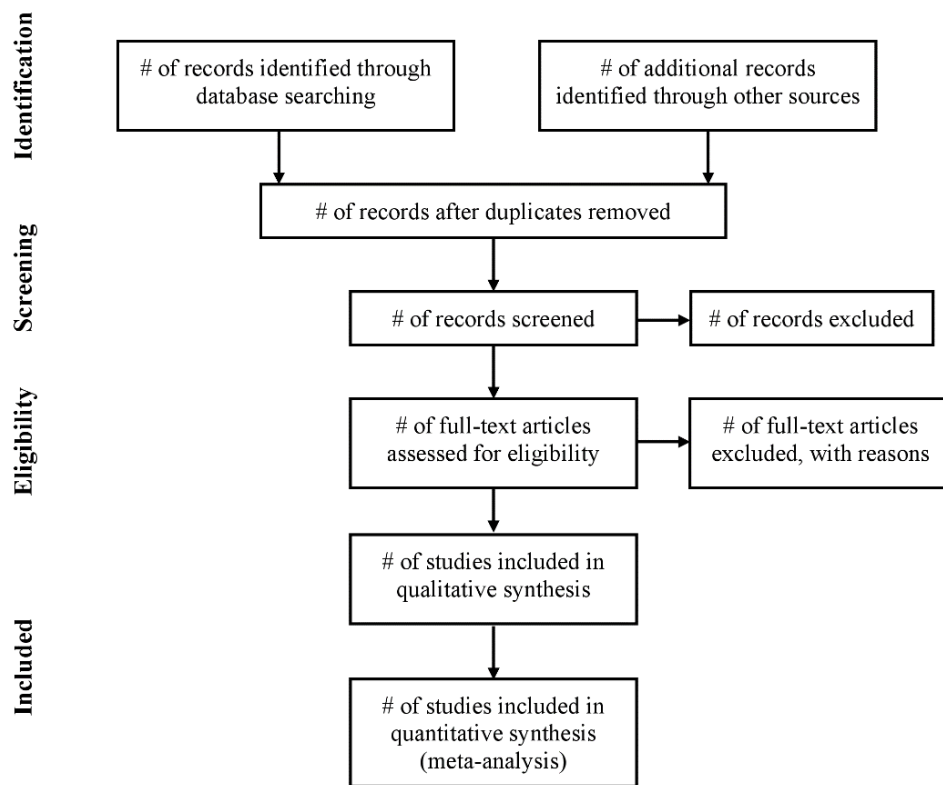 Identification
# of records identified through
database searching
# of additional records
identified through other sources
# of records after duplicates removed
Screening
# of records screened
# of records excluded
Eligibility
# of full-text articles
assessed for eligibility
# of full-text articles
excluded, with reasons
Included
# of studies included in
qualitative synthesis
# of studies included in
quantitative synthesis
(meta-analysis)